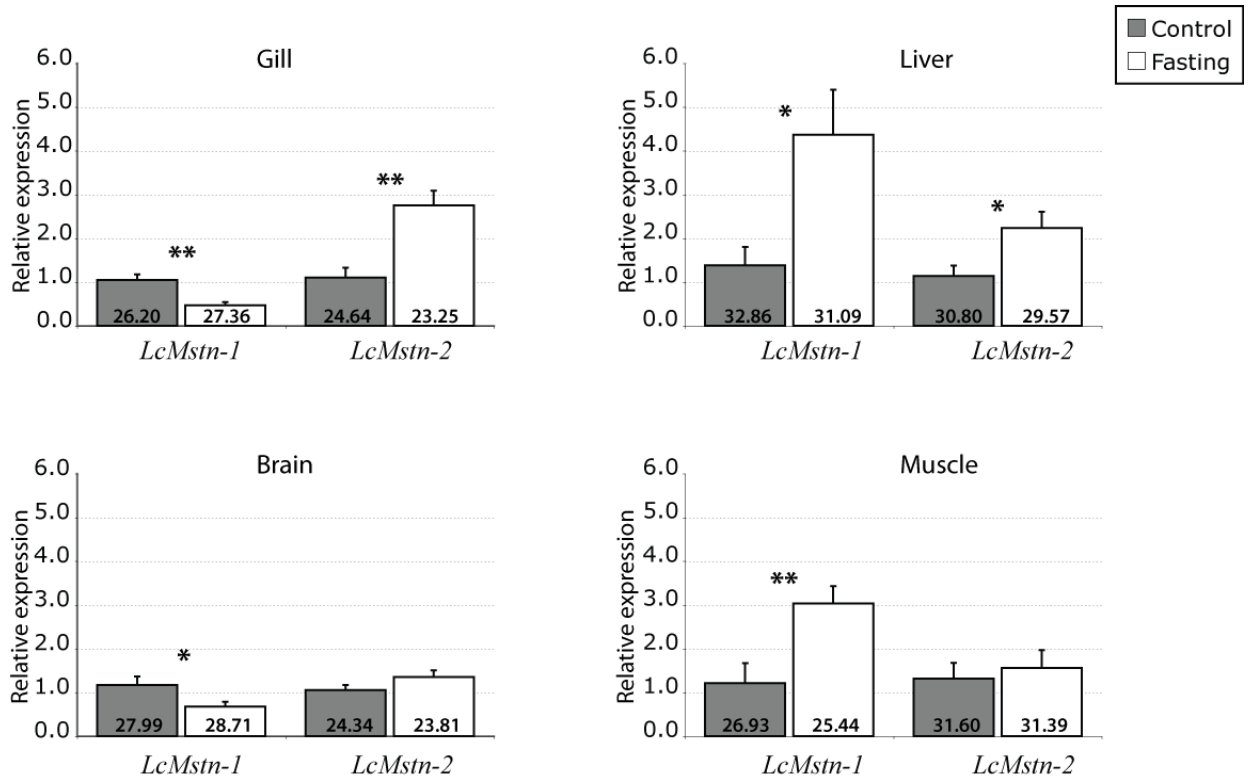 Control
Fasting
Gill
Relative expression
6.0
5.0
4.0
3.0
2.0
1.0
0.0
**
**
26.20 27.36 24.64 23.25
LcMstn-1 LcMstn-2
Liver
Relative expression
6.0
5.0
4.0
3.0
2.0
1.0
0.0
*
*
32.86 31.09 30.80 29.57
LcMstn-1 LcMstn-2
Brain
Relative expression
6.0
5.0
4.0
3.0
2.0
1.0
0.0
*
27.99 28.71 24.34 23.81
LcMstn-1 LcMstn-2
Muscle
Relative expression
6.0
5.0
4.0
3.0
2.0
1.0
0.0
**
26.93 25.44 31.60 31.39
LcMstn-1 LcMstn-2